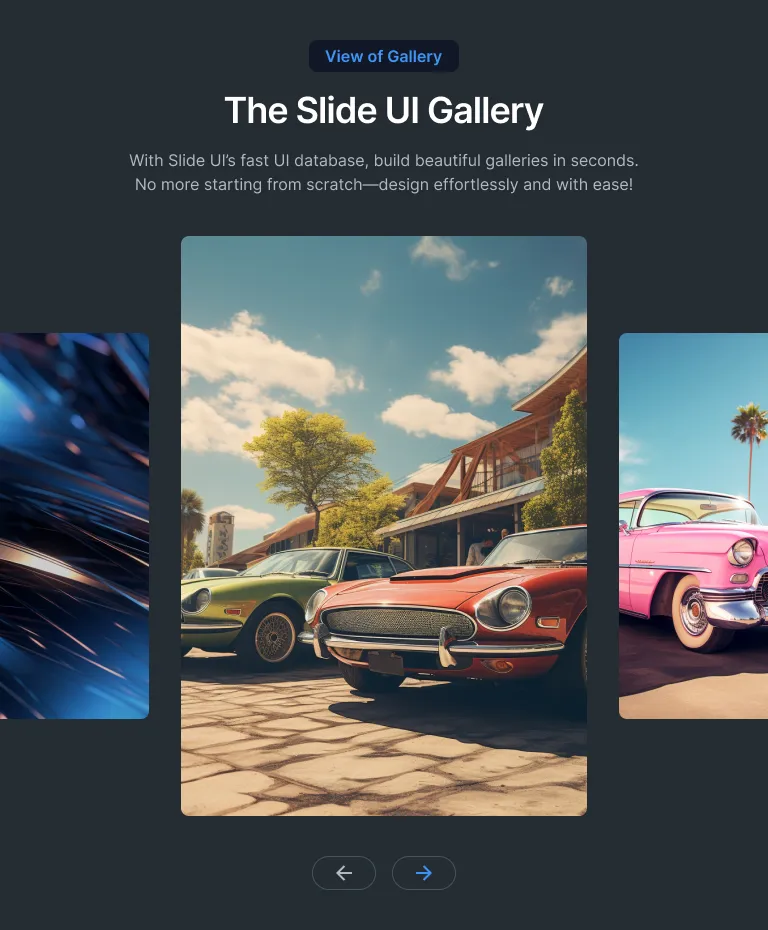 View of Gallery
The Slide UI Gallery
With Slide UI's fast UI database, build beautiful galleries in seconds.
No more starting from scratch—design effortlessly and with ease!